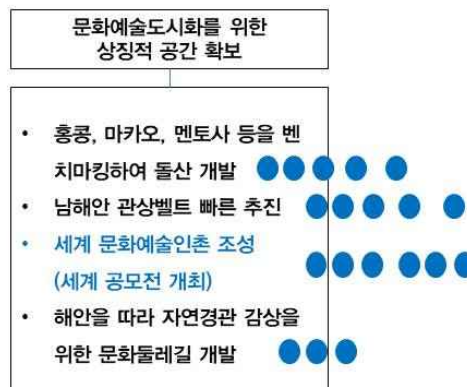 문화예술도시화를 위한
상징적 공간 확보
• 홍콩, 마카오, 멘토사 등을 벤
치마킹하여 돌산 개발
• 남해안 관상벨트 빠른 추진
• 세계 문화예술인촌 조성
(세계 공모전 개최)
• 해안을 따라 자연경관 감상을
위한 문화둘레길 개발